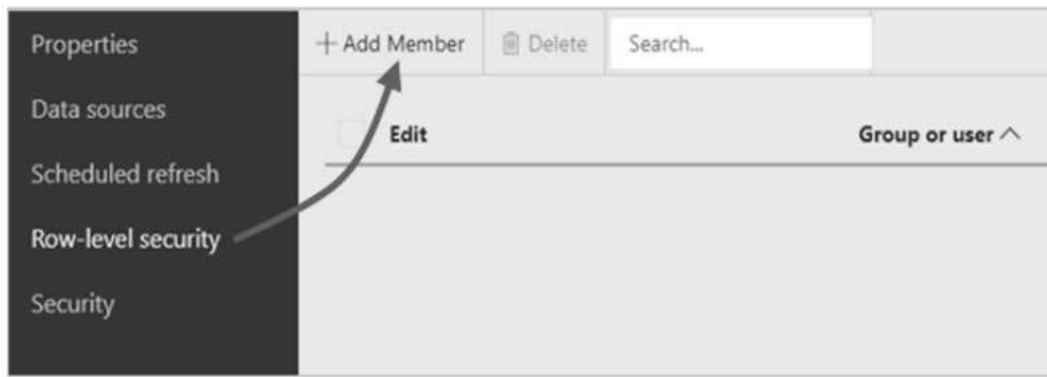 Properties
Data sources
Scheduled refresh
Row-level security
Security
+ Add Member Delete Search...
Edit Group or user